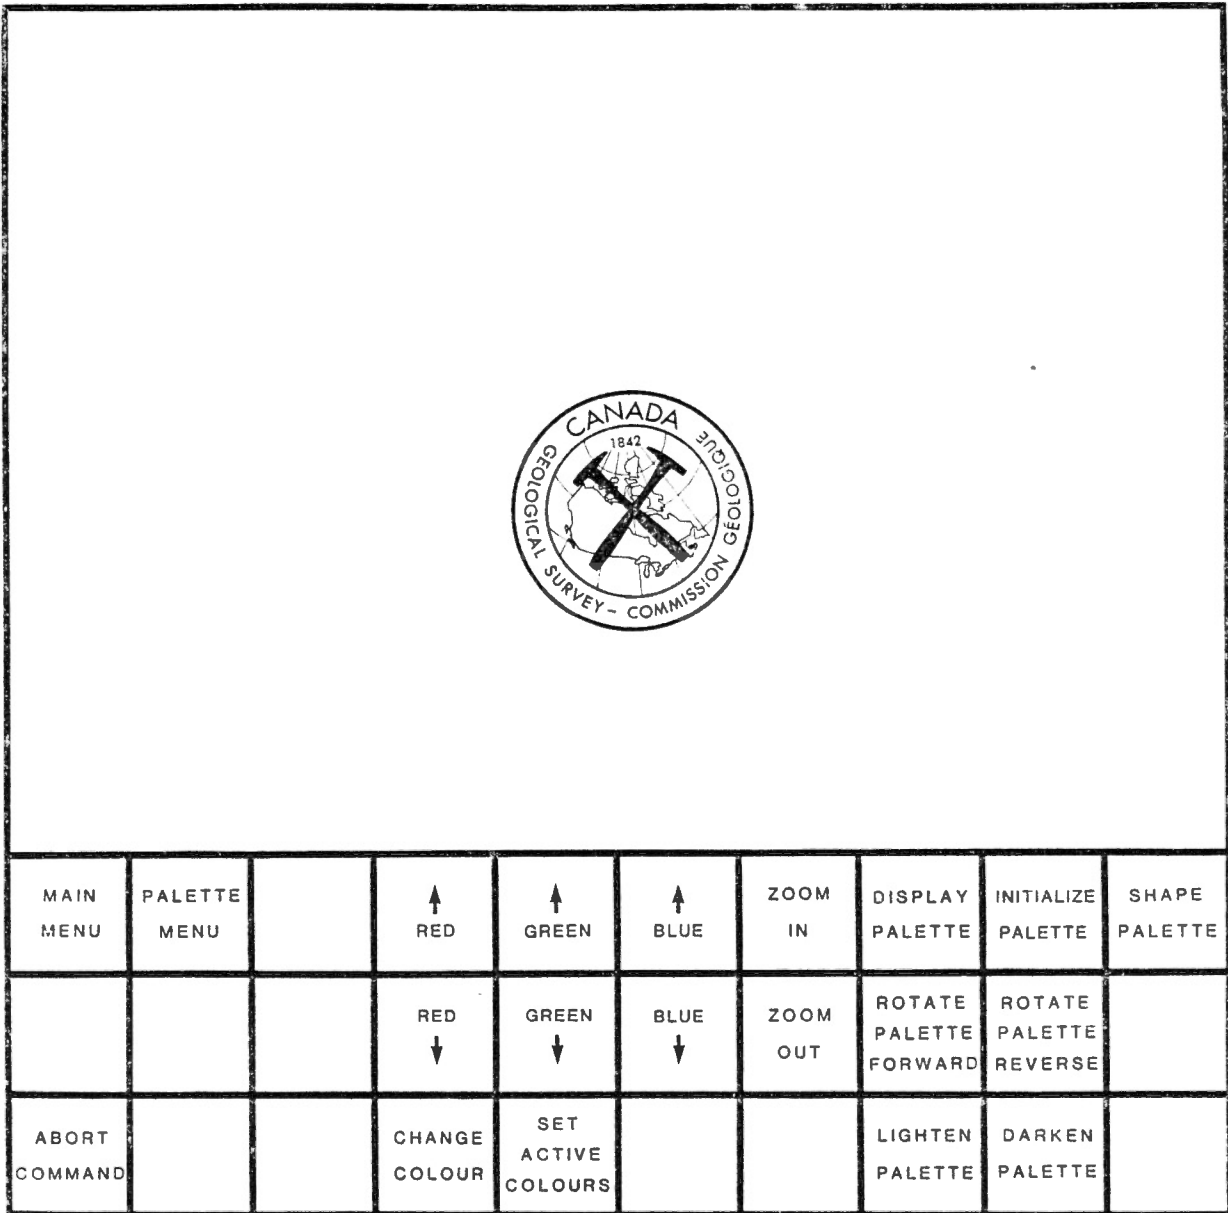 CANADA
1842
GEOLOGICAL SURVEY – COMMISSION GÉOLOGIQUE
MAIN MENU
PALETTE MENU
↑ RED
↑ GREEN
↑ BLUE
ZOOM IN
DISPLAY PALETTE
INITIALIZE PALETTE
SHAPE PALETTE
RED ↓
GREEN ↓
BLUE ↓
ZOOM OUT
ROTATE PALETTE FORWARD
ROTATE PALETTE REVERSE
ABORT COMMAND
CHANGE COLOUR
SET ACTIVE COLOURS
LIGHTEN PALETTE
DARKEN PALETTE